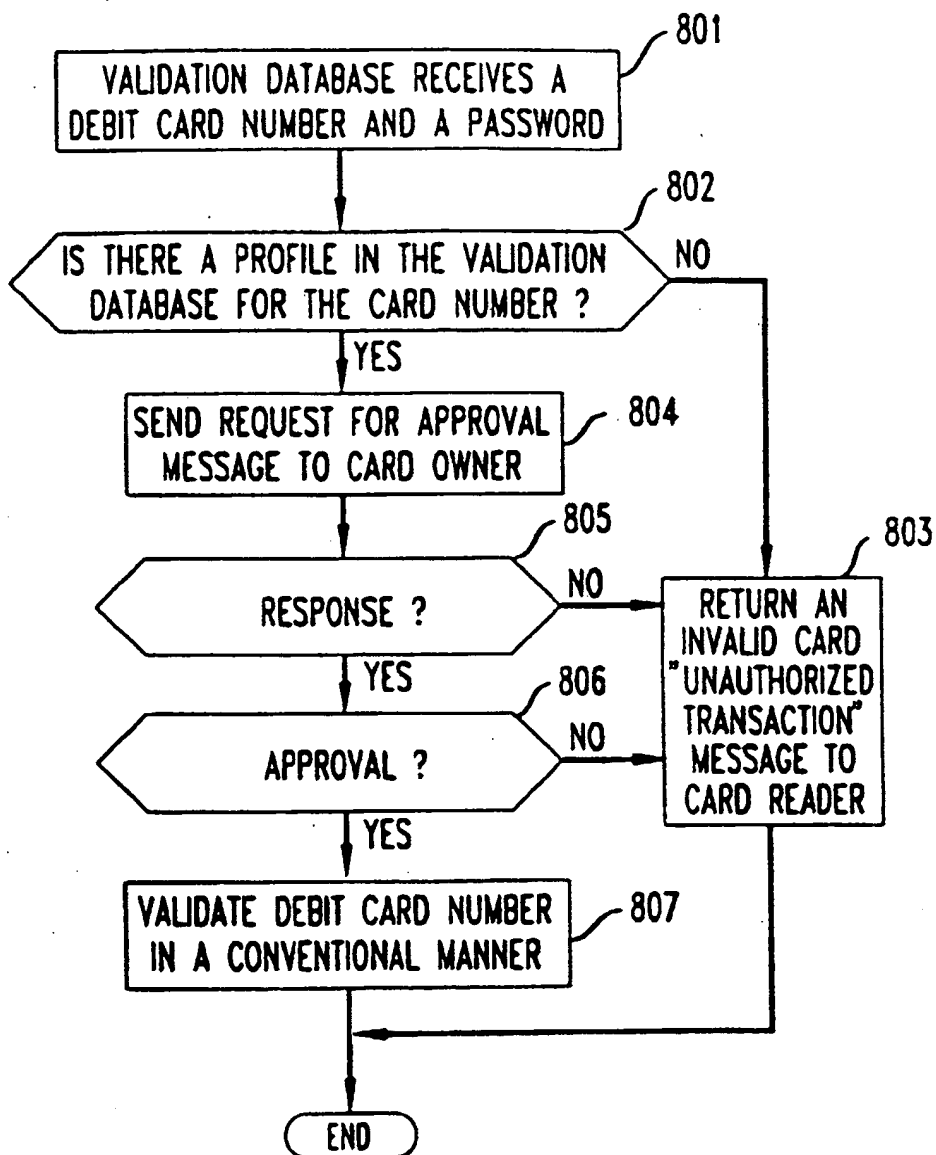 801
VALIDATION DATABASE RECEIVES A
DEBIT CARD NUMBER AND A PASSWORD
802
IS THERE A PROFILE IN THE VALIDATION
DATABASE FOR THE CARD NUMBER ?
NO
YES
SEND REQUEST FOR APPROVAL
MESSAGE TO CARD OWNER
804
805
RESPONSE ?
NO
YES
803
RETURN AN
INVALID CARD
"UNAUTHORIZED
TRANSACTION"
MESSAGE TO
CARD READER
806
APPROVAL ?
NO
YES
VALIDATE DEBIT CARD NUMBER
IN A CONVENTIONAL MANNER
807
END